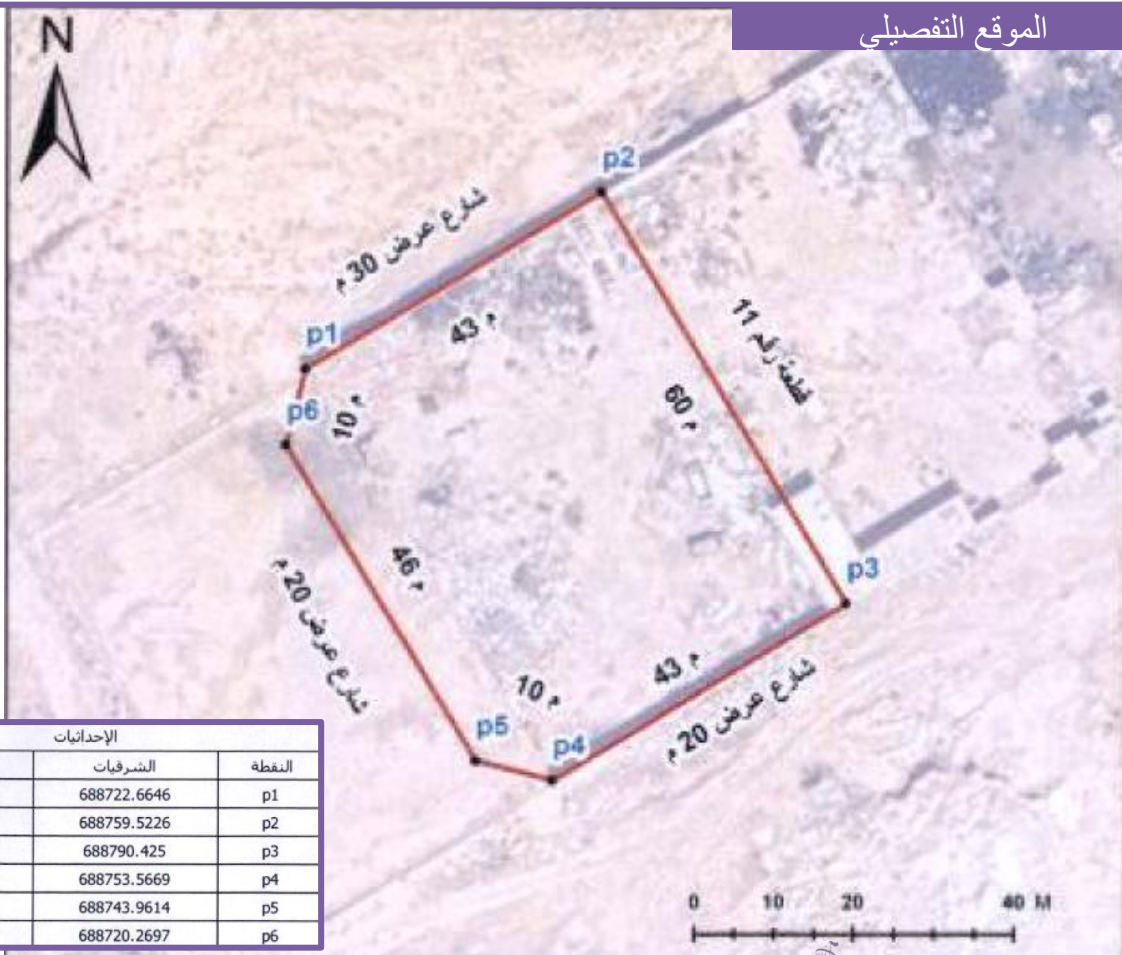 الموقع التفصيلي
N
p2
شارع عرض 30 م
p1
43 م
قطعة رقم 11
p6
10 م
60 م
46 م
شارع عرض 20 م
p3
43 م
10 م
شارع عرض 20 م
p5
p4
الإحداثيات
النقطة الشرقيات
p1 688722.6646
p2 688759.5226
p3 688790.425
p4 688753.5669
p5 688743.9614
p6 688720.2697
0 10 20 40 M